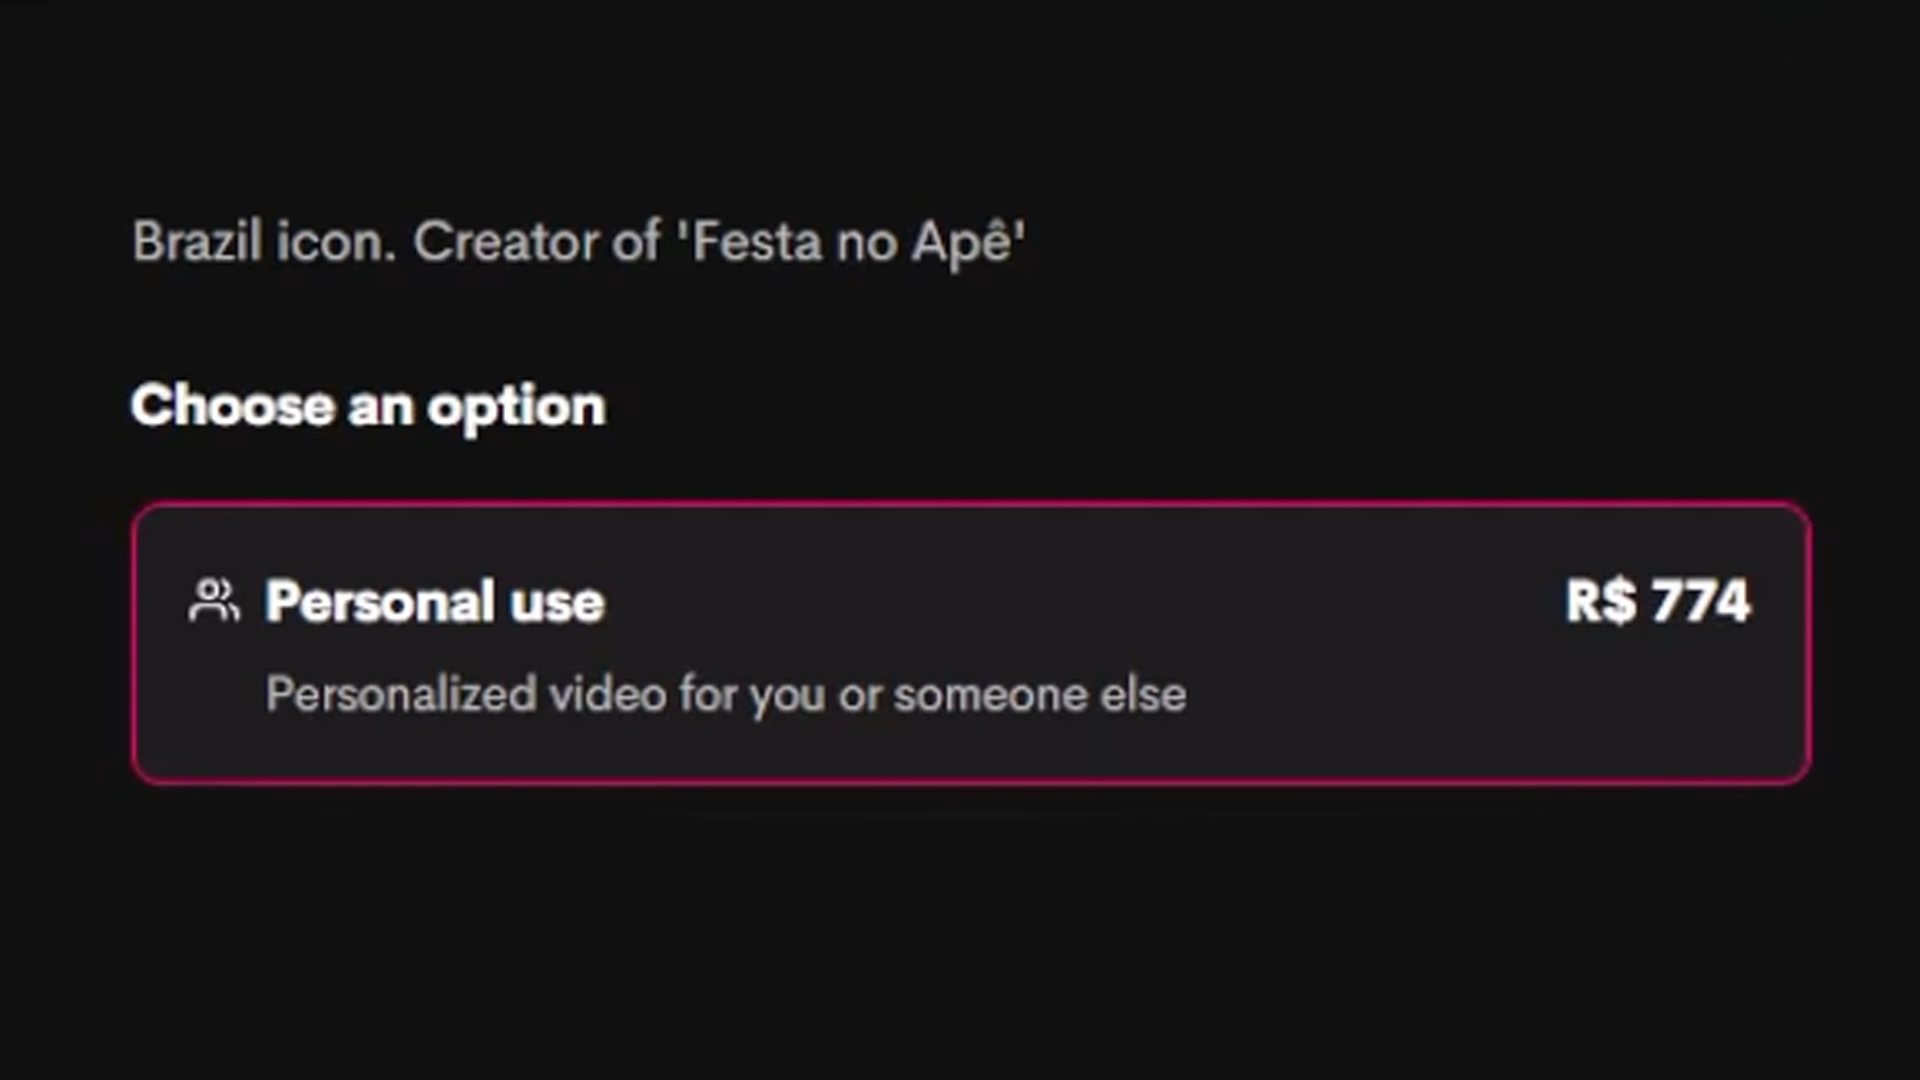 Brazil icon. Creator of 'Festa no Apê'
Choose an option
Personal use R$ 774
Personalized video for you or someone else